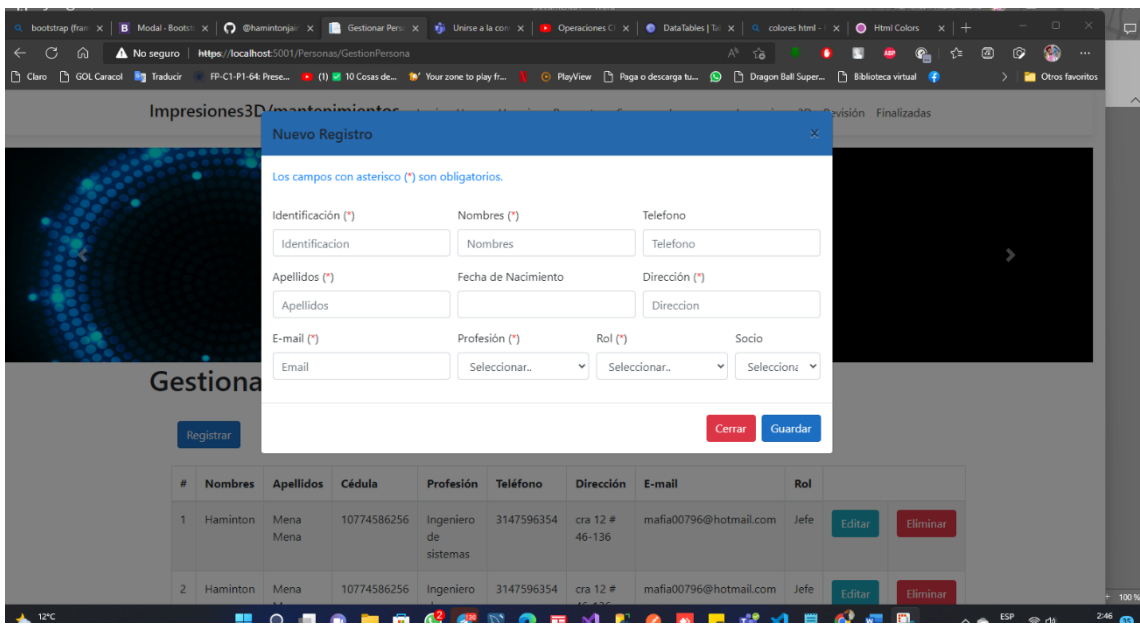 bootstrap (fram
Modal - Bootst
@hamintonjair
Gestionar Perso
Unirse a la con
Operaciones C
DataTables | Ta
colores html -
Html Colors
No seguro
https://localhost:5001/Personas/GestionPersona
Claro
GOL Caracol
Traducir
FP-C1-P1-64: Prese...
(1) ✅ 10 Cosas de...
Your zone to play fr...
PlayView
Paga o descarga tu...
Dragon Ball Super...
Biblioteca virtual
Otros favoritos
Impresiones3D/mantenimientos
Revisión Finalizadas
Nuevo Registro ×
Los campos con asterisco (*) son obligatorios.
Identificación (*) Nombres (*) Telefono
Identificacion Nombres Telefono
Apellidos (*) Fecha de Nacimiento Dirección (*)
Apellidos Direccion
E-mail (*) Profesión (*) Rol (*) Socio
Email Seleccionar.. Seleccionar.. Selecciona
Gestiona
Cerrar Guardar
Registrar
# Nombres Apellidos Cédula Profesión Teléfono Dirección E-mail Rol
1 Haminton Mena Mena 10774586256 Ingeniero de sistemas 3147596354 cra 12 # 46-136 mafia00796@hotmail.com Jefe Editar Eliminar
2 Haminton Mena 10774586256 Ingeniero 3147596354 cra 12 # mafia00796@hotmail.com Jefe Editar Eliminar
100 %
12°C
ESP
2:46